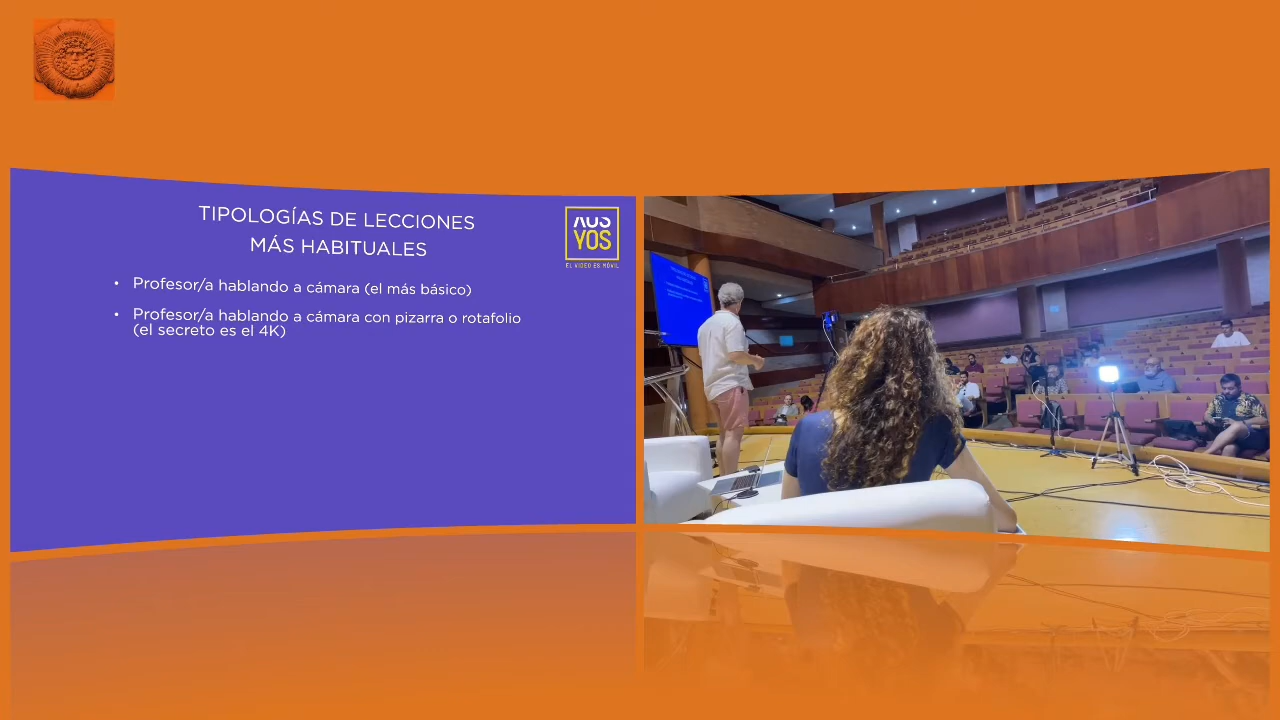 TIPOLOGÍAS DE LECCIONES
MÁS HABITUALES
AUS
YOS
EL VIDEO ES MÓVIL
• Profesor/a hablando a cámara (el más básico)
• Profesor/a hablando a cámara con pizarra o rotafolio
(el secreto es el 4K)